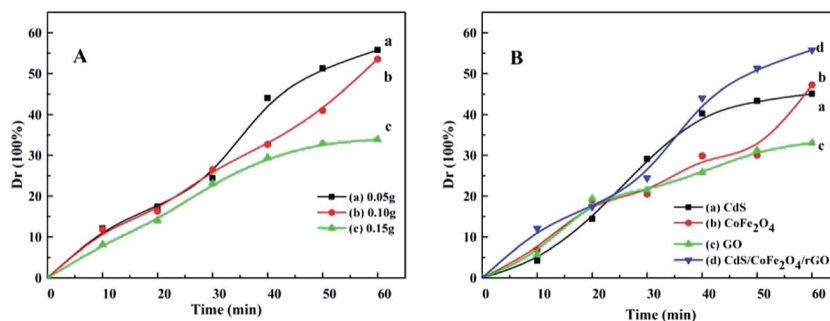 A
a
b
c
Dr (100%)
60
50
40
30
20
10
0
(a) 0.05g
(b) 0.10g
(c) 0.15g
0 10 20 30 40 50 60
Time (min)
B
d
b
a
c
Dr (100%)
60
50
40
30
20
10
0
(a) CdS
(b) CoFe₂O₄
(c) GO
(d) CdS/CoFe₂O₄/rGO
0 10 20 30 40 50 60
Time (min)